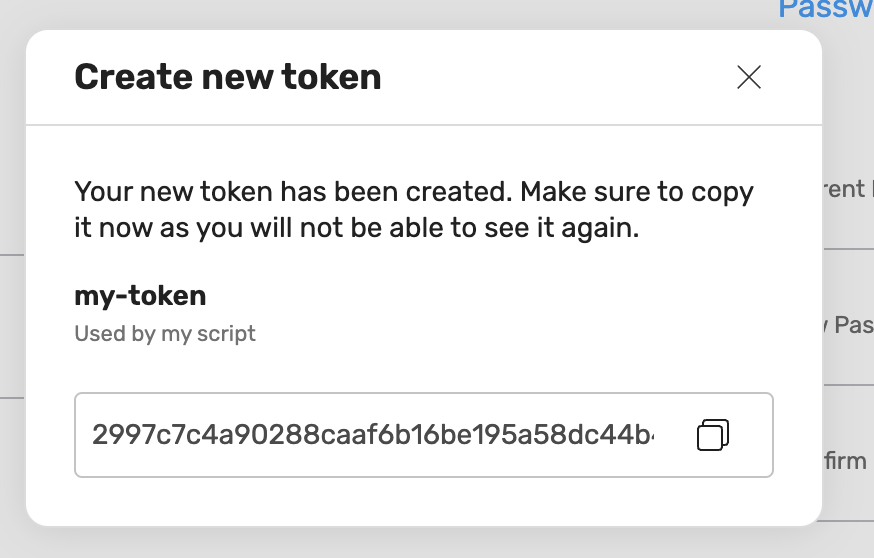 Passw
Create new token
Your new token has been created. Make sure to copy
it now as you will not be able to see it again.
rent
my-token
Pas
Used by my script
2997c7c4a90288caaf6b16be195a58dc44b
firm